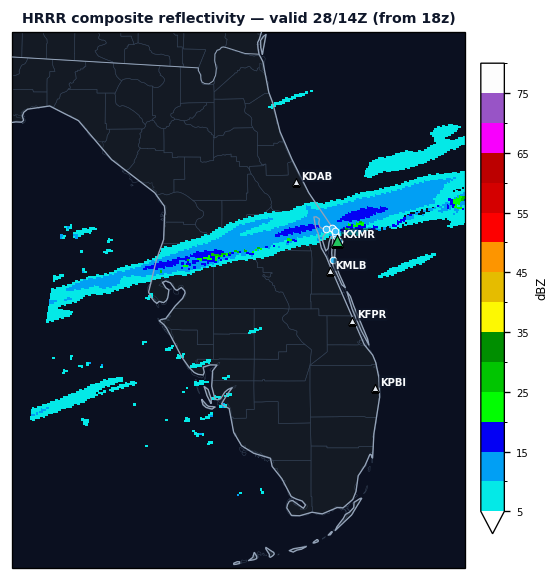 HRRR composite reflectivity — valid 28/14Z (from 18z)
KDAB
KXMR
KMLB
KFPR
KPBI
75
65
55
45
35
25
15
5
dBZ